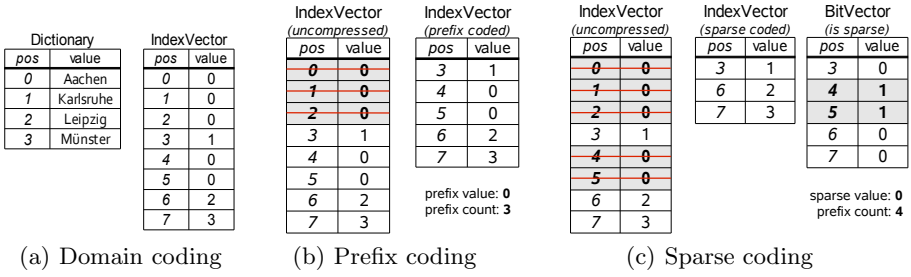 Dictionary
pos value
0 Aachen
1 Karlsruhe
2 Leipzig
3 Münster
IndexVector
pos value
0 0
1 0
2 0
3 1
4 0
5 0
6 2
7 3
(a) Domain coding
IndexVector
(uncompressed)
pos value
0 0
1 0
2 0
3 1
4 0
5 0
6 2
7 3
IndexVector
(prefix coded)
pos value
3 1
4 0
5 0
6 2
7 3
prefix value: 0
prefix count: 3
(b) Prefix coding
IndexVector
(uncompressed)
pos value
0 0
1 0
2 0
3 1
4 0
5 0
6 2
7 3
IndexVector
(sparse coded)
pos value
3 1
6 2
7 3
BitVector
(is sparse)
pos value
3 0
4 1
5 1
6 0
7 0
sparse value: 0
prefix count: 4
(c) Sparse coding